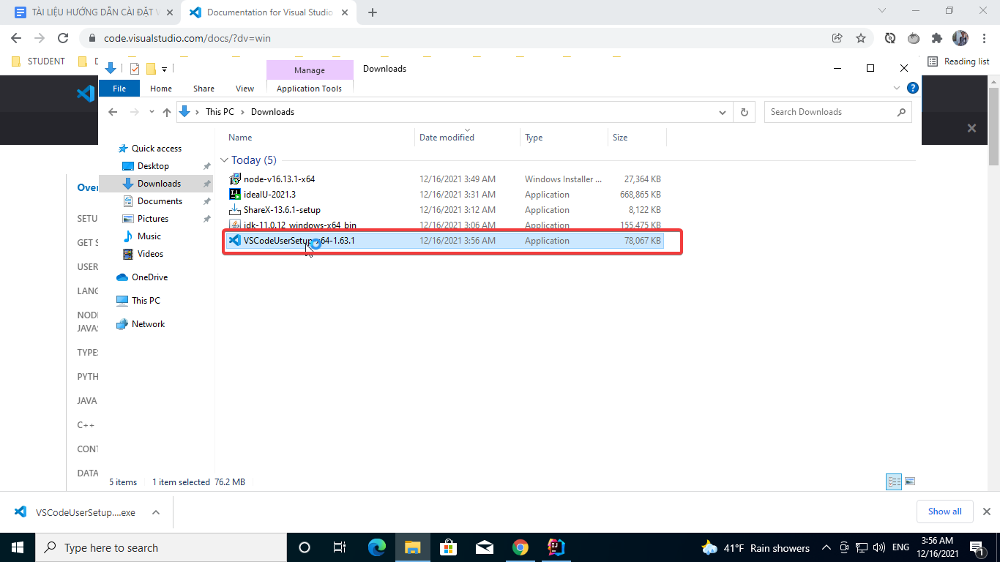 TÀI LIỆU HƯỚNG DẪN CÀI ĐẶT V
Documentation for Visual Studio
code.visualstudio.com/docs/?dv=win
STUDENT
Reading list
Manage
Downloads
File
Home
Share
View
Application Tools
This PC > Downloads
Search Downloads
Name
Date modified
Type
Size
Quick access
Desktop
Downloads
Documents
Pictures
Music
Videos
OneDrive
This PC
Network
Today (5)
node-v16.13.1-x64 12/16/2021 3:49 AM Windows Installer ... 27,364 KB
ideaIU-2021.3 12/16/2021 3:31 AM Application 668,865 KB
ShareX-13.6.1-setup 12/16/2021 3:12 AM Application 8,122 KB
jdk-11.0.12_windows-x64_bin 12/16/2021 3:06 AM Application 155,475 KB
VSCodeUserSetup-x64-1.63.1 12/16/2021 3:56 AM Application 78,067 KB
Over
SETU
GET S
USER
LANG
NODE
JAVAS
TYPES
PYTH
JAVA
C++
CONT
DATA
5 items
1 item selected 76.2 MB
VSCodeUserSetup....exe
Show all
Type here to search
41°F Rain showers
ENG
3:56 AM
12/16/2021
1